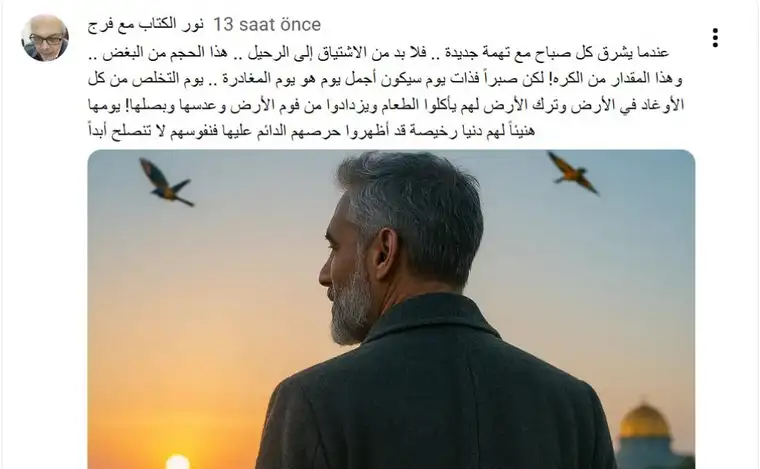 نور الكتاب مع فرج 13 saat önce
عندما يشرق كل صباح مع تهمة جديدة .. فلا بد من الاشتياق إلى الرحيل .. هذا الحجم من البغض ..
وهذا المقدار من الكره! لكن صبراً فذات يوم سيكون أجمل يوم هو يوم المغادرة .. يوم التخلص من كل
الأوغاد في الأرض وترك الأرض لهم يأكلوا الطعام ويزدادوا من فوم الأرض وعدسها وبصلها! يومها
هنيئاً لهم دنيا رخيصة قد أظهروا حرصهم الدائم عليها فنفوسهم لا تنصلح أبداً